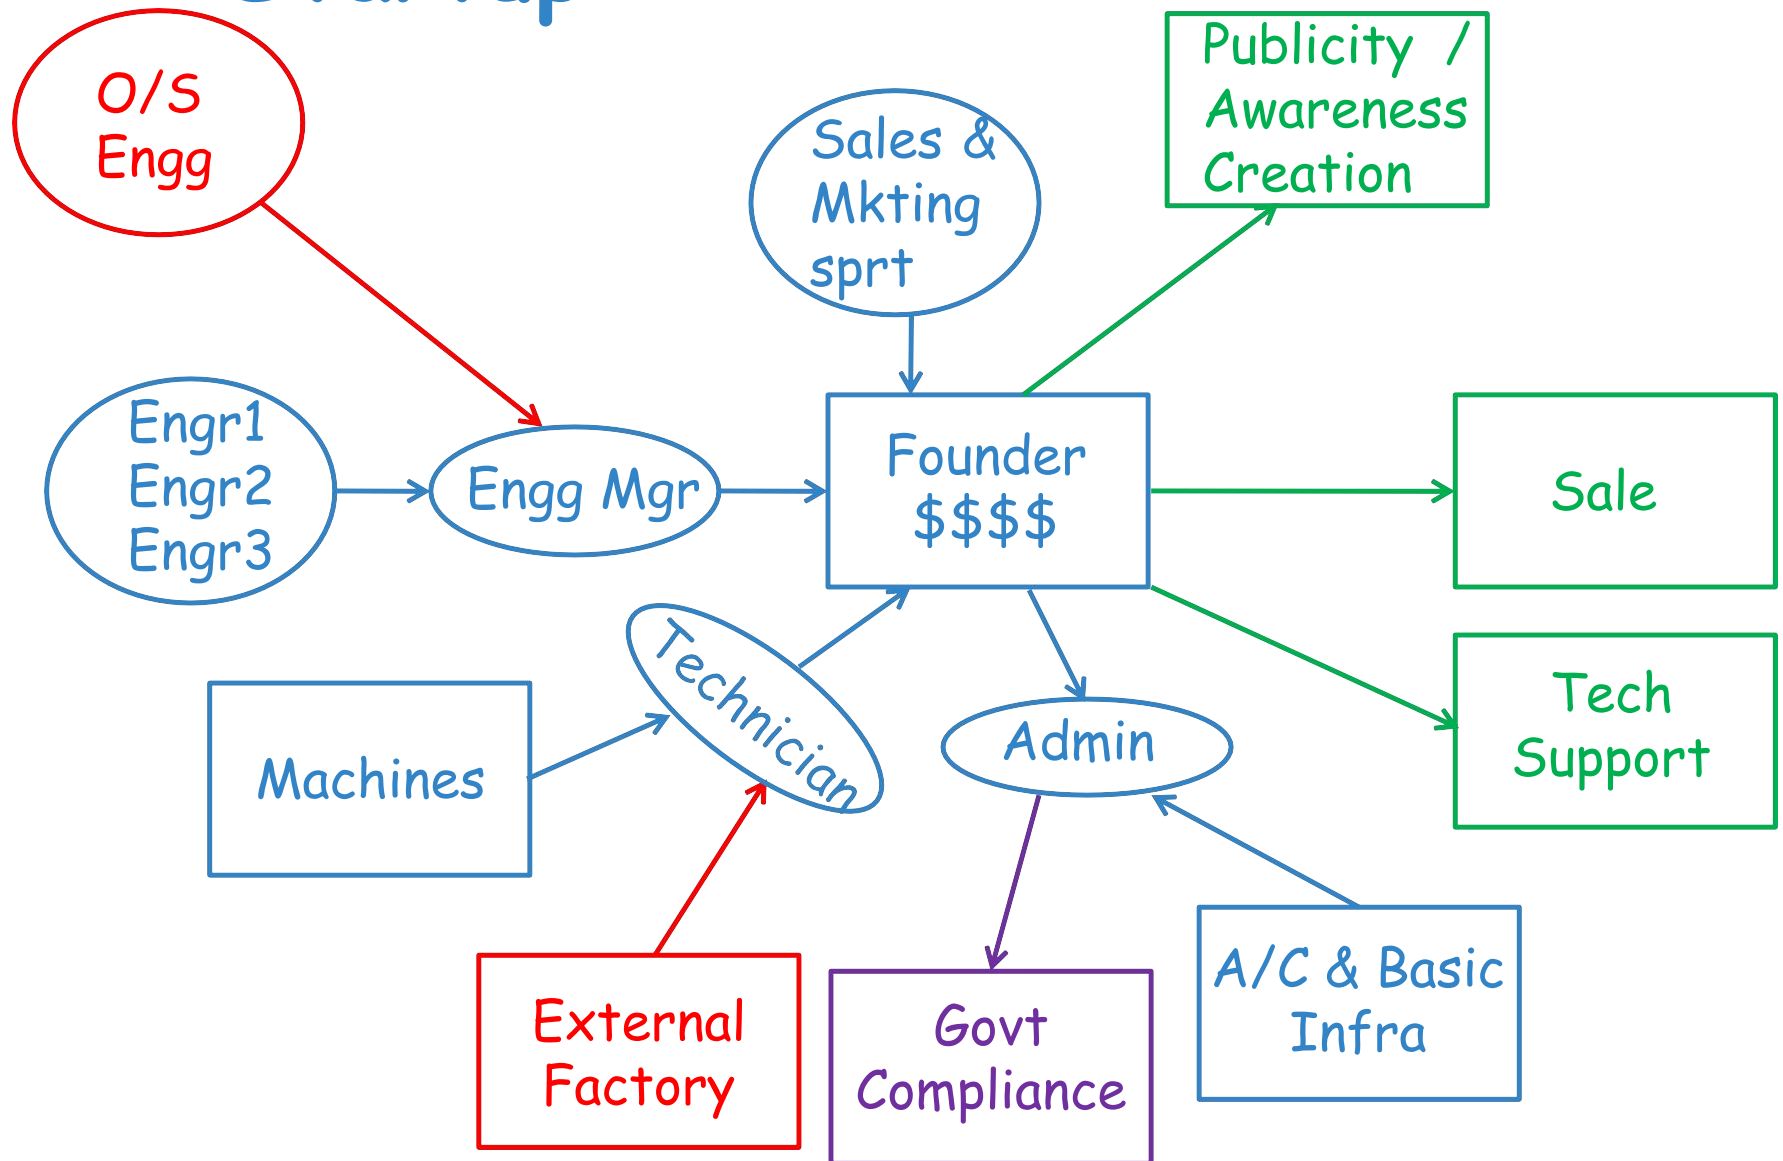 O/S
Engg
Sales &
Mkting
sprt
Publicity /
Awareness
Creation
Engr1
Engr2
Engr3
Engg Mgr
Founder
$$$$
Sale
Technician
Machines
Admin
Tech
Support
External
Factory
Govt
Compliance
A/C & Basic
Infra